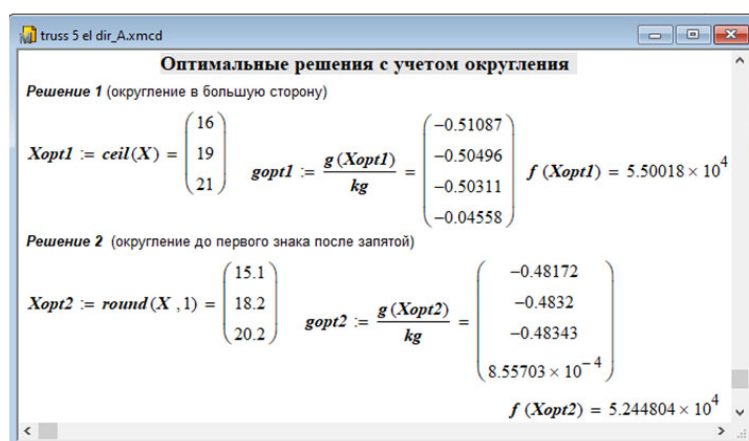 truss 5 el dir_A.xmcd
Оптимальные решения с учетом округления
Решение 1 (округление в большую сторону)
Xopt1 := ceil(X) = (16 19 21) gopt1 := g(Xopt1)/kg = (−0.51087 −0.50496 −0.50311 −0.04558) f(Xopt1) = 5.50018 × 10^4
Решение 2 (округление до первого знака после запятой)
Xopt2 := round(X , 1) = (15.1 18.2 20.2) gopt2 := g(Xopt2)/kg = (−0.48172 −0.4832 −0.48343 8.55703 × 10^−4)
f(Xopt2) = 5.244804 × 10^4